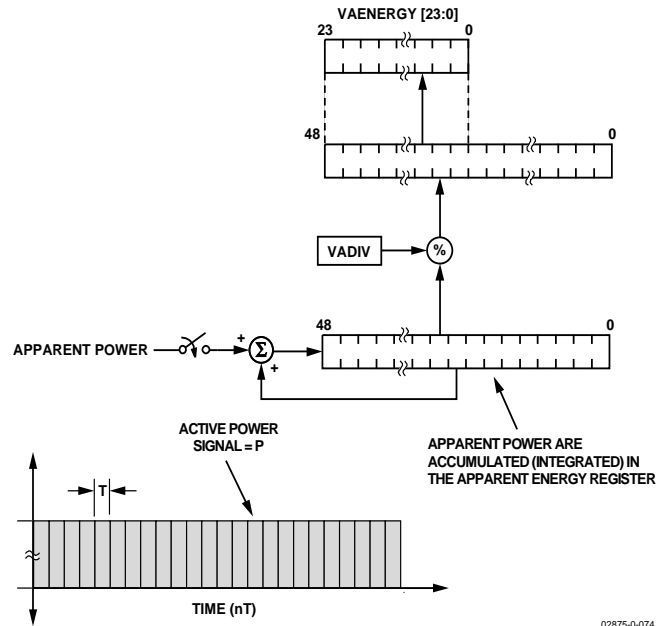 VAENERGY [23:0]
23 0
48 0
VADIV %
48 0
APPARENT POWER + Σ +
ACTIVE POWER
SIGNAL = P
APPARENT POWER ARE
ACCUMULATED (INTEGRATED) IN
THE APPARENT ENERGY REGISTER
T
TIME (nT)
02875-0-074